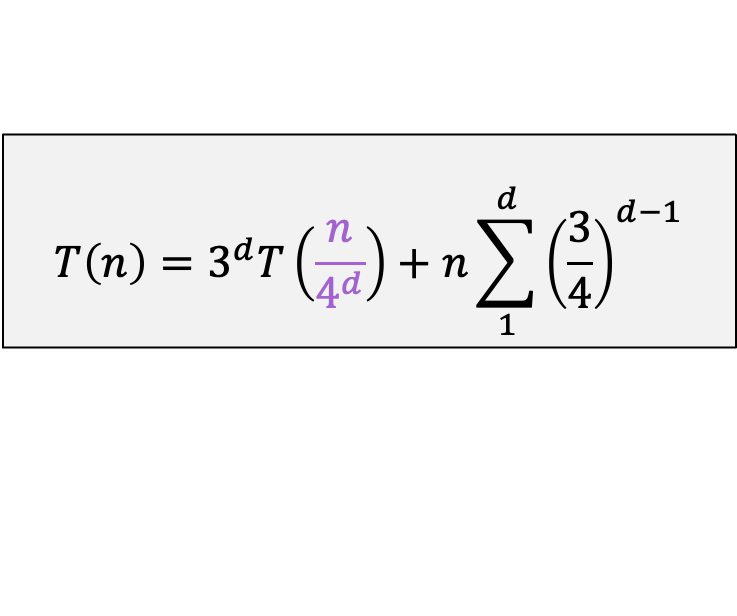 T(n) = 3^d T(n/4^d) + n ∑_1^d (3/4)^{d−1}